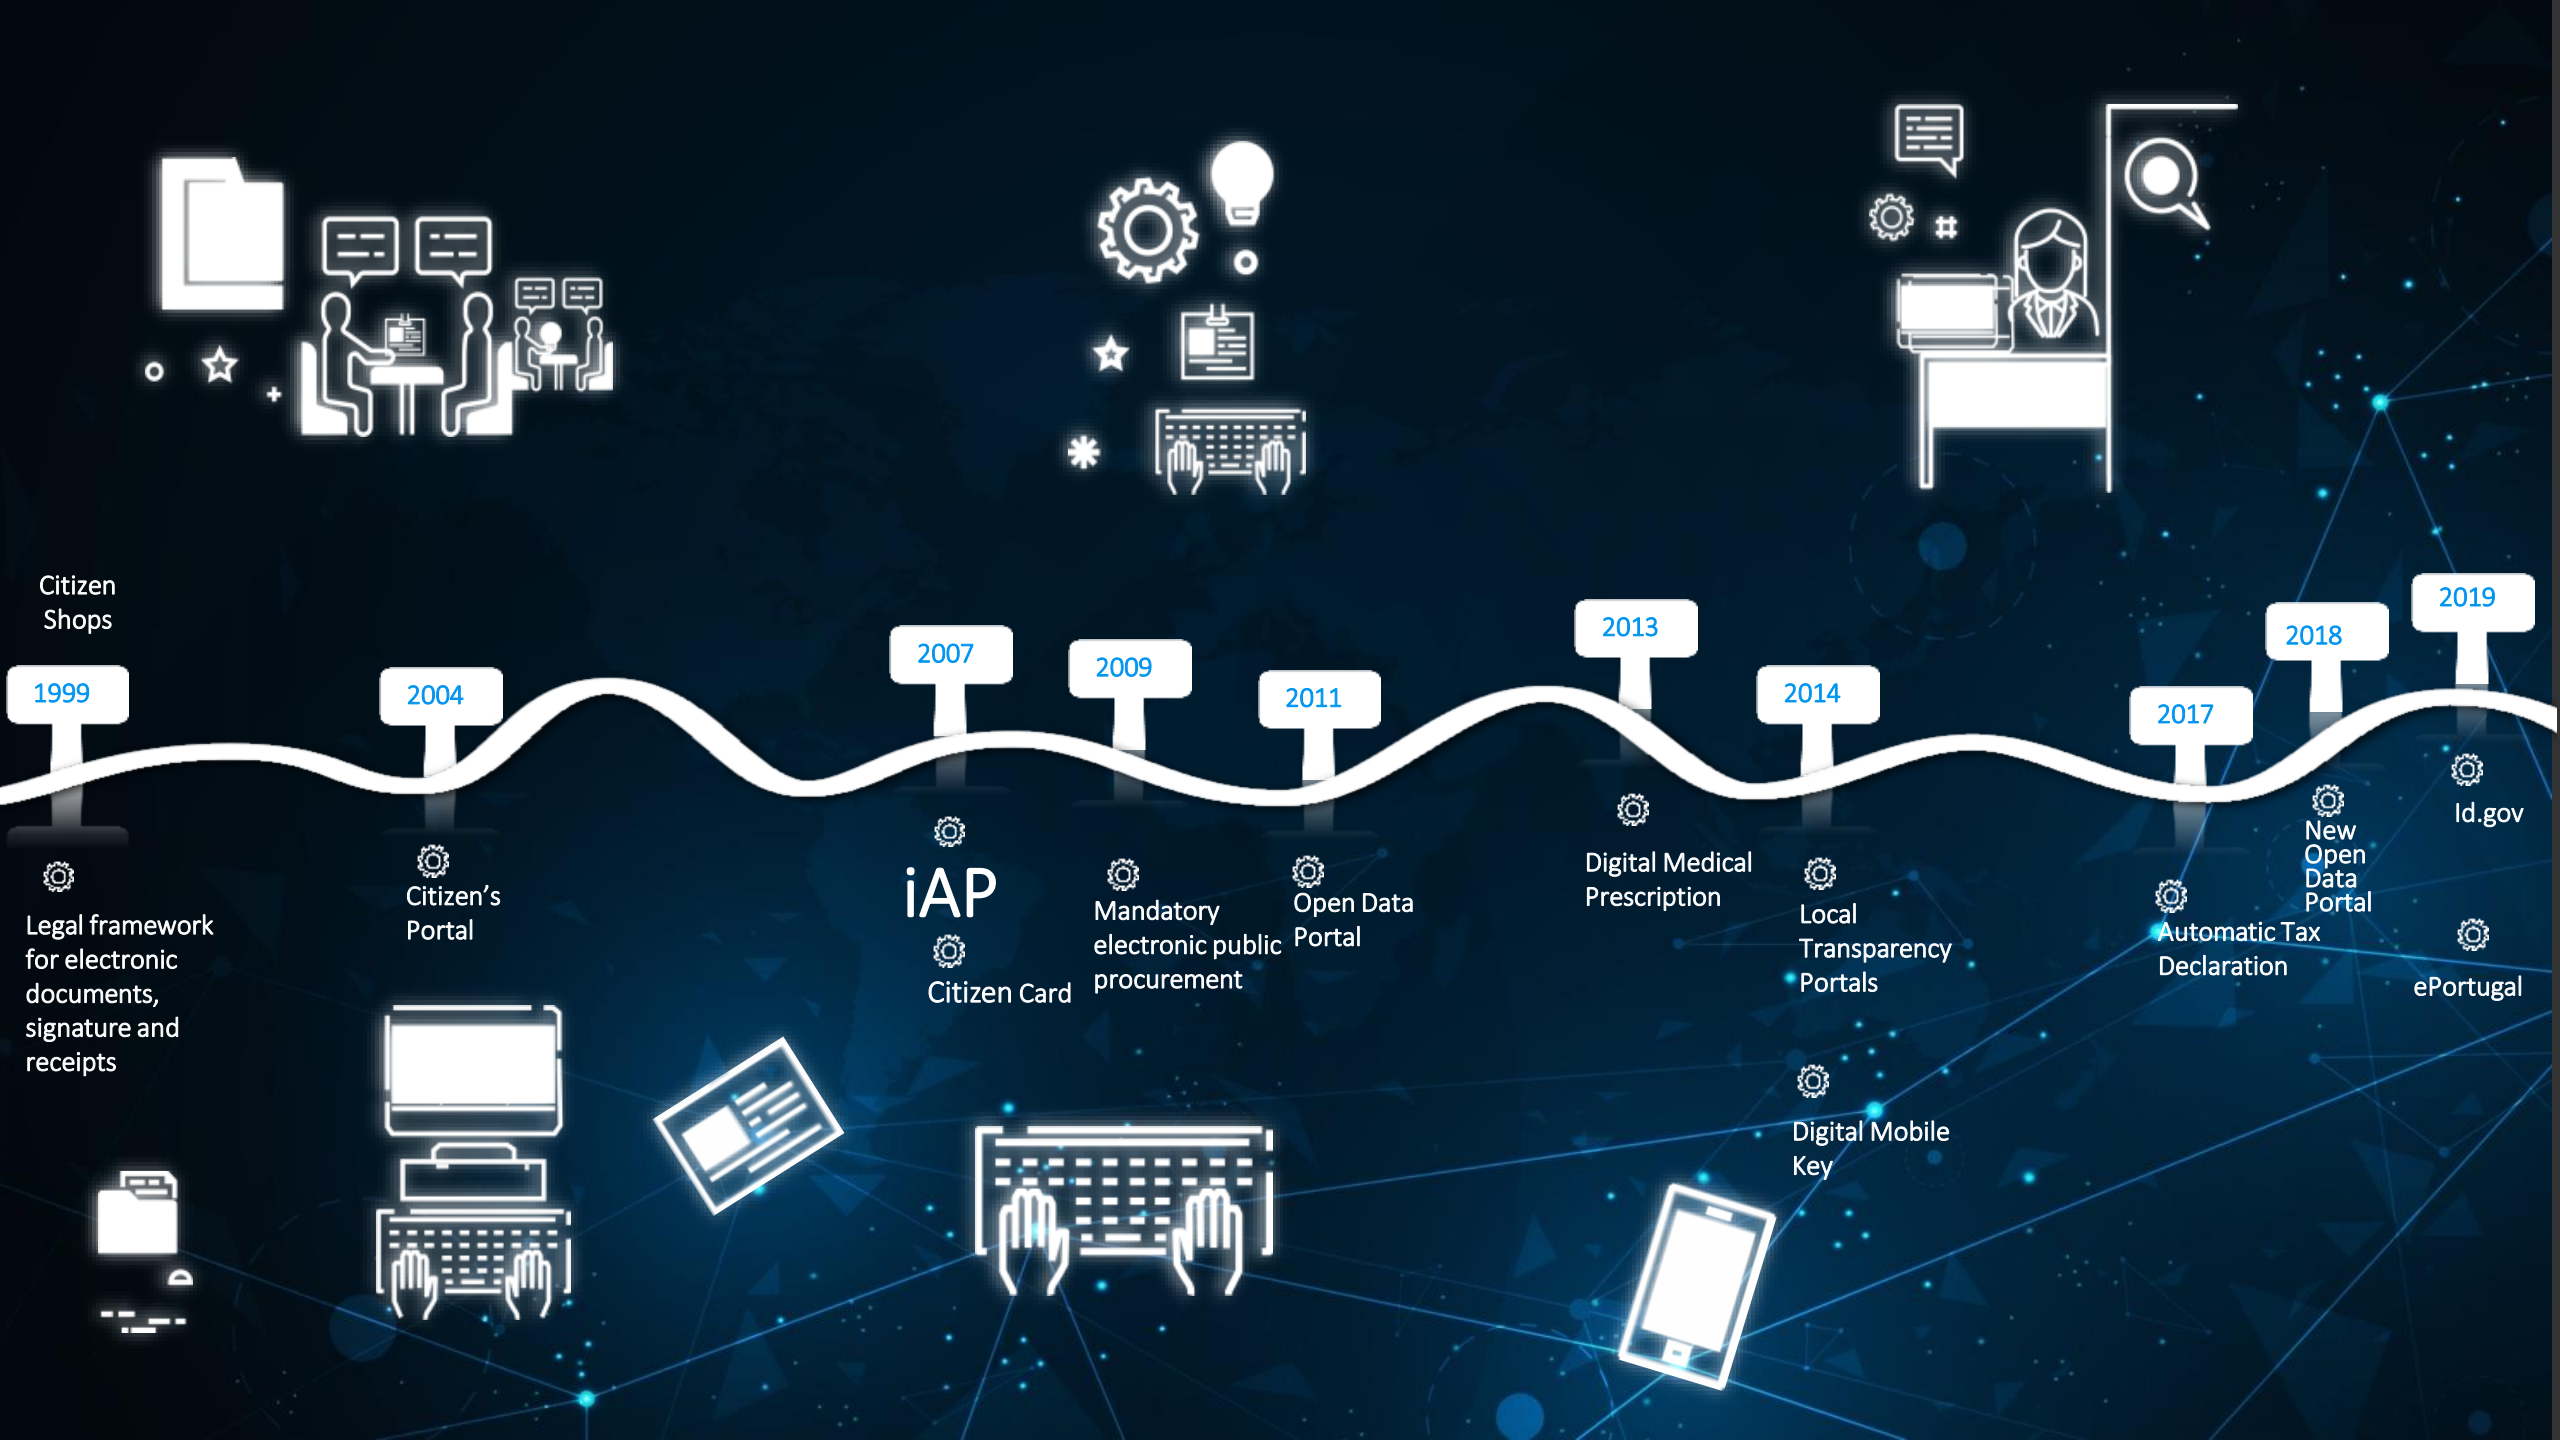 Citizen
Shops
1999
Legal framework
for electronic
documents,
signature and
receipts
2004
Citizen’s
Portal
2007
iAP
Citizen Card
2009
Mandatory
electronic public
procurement
2011
Open Data
Portal
2013
Digital Medical
Prescription
2014
Local
Transparency
Portals
Digital Mobile
Key
2017
Automatic Tax
Declaration
2018
New
Open
Data
Portal
2019
Id.gov
ePortugal